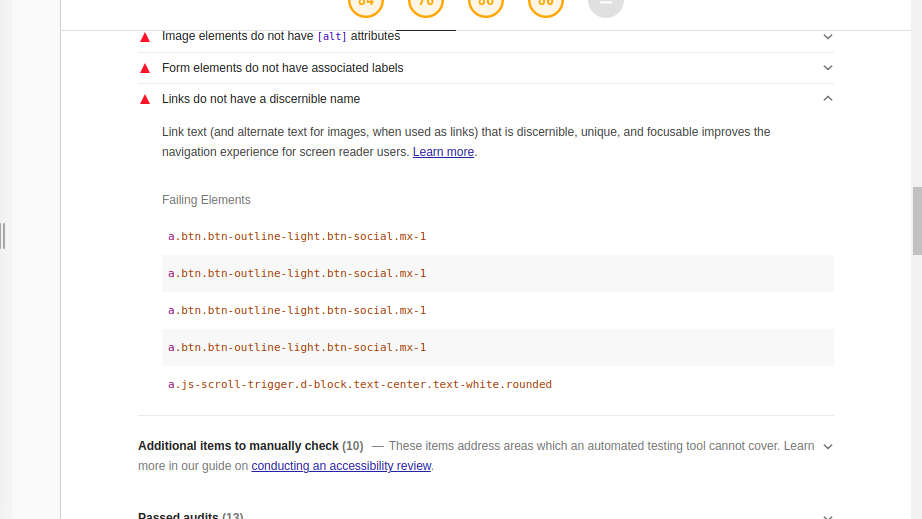 Image elements do not have [alt] attributes
Form elements do not have associated labels
Links do not have a discernible name
Link text (and alternate text for images, when used as links) that is discernible, unique, and focusable improves the
navigation experience for screen reader users. Learn more.
Failing Elements
a.btn.btn-outline-light.btn-social.mx-1
a.btn.btn-outline-light.btn-social.mx-1
a.btn.btn-outline-light.btn-social.mx-1
a.btn.btn-outline-light.btn-social.mx-1
a.js-scroll-trigger.d-block.text-center.text-white.rounded
Additional items to manually check (10) — These items address areas which an automated testing tool cannot cover. Learn
more in our guide on conducting an accessibility review.
Passed audits (13)